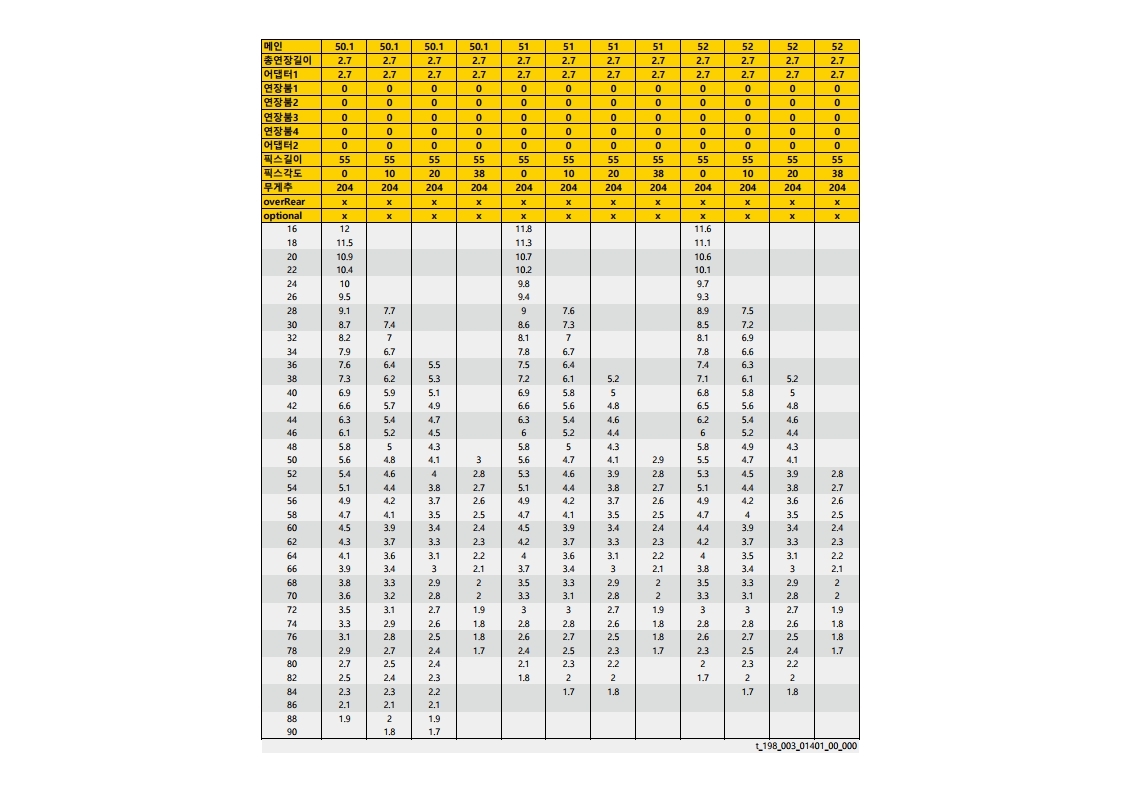 메인 50.1 50.1 50.1 50.1 51 51 51 51 52 52 52 52
총연장길이 2.7 2.7 2.7 2.7 2.7 2.7 2.7 2.7 2.7 2.7 2.7 2.7
어댑터1 2.7 2.7 2.7 2.7 2.7 2.7 2.7 2.7 2.7 2.7 2.7 2.7
연장붐1 0 0 0 0 0 0 0 0 0 0 0 0
연장붐2 0 0 0 0 0 0 0 0 0 0 0 0
연장붐3 0 0 0 0 0 0 0 0 0 0 0 0
연장붐4 0 0 0 0 0 0 0 0 0 0 0 0
어댑터2 0 0 0 0 0 0 0 0 0 0 0 0
픽스길이 55 55 55 55 55 55 55 55 55 55 55 55
픽스각도 0 10 20 38 0 10 20 38 0 10 20 38
무게추 204 204 204 204 204 204 204 204 204 204 204 204
overRear x x x x x x x x x x x x
optional x x x x x x x x x x x x
16 12 11.8 11.6
18 11.5 11.3 11.1
20 10.9 10.7 10.6
22 10.4 10.2 10.1
24 10 9.8 9.7
26 9.5 9.4 9.3
28 9.1 7.7 9 7.6 8.9 7.5
30 8.7 7.4 8.6 7.3 8.5 7.2
32 8.2 7 8.1 7 8.1 6.9
34 7.9 6.7 7.8 6.7 7.8 6.6
36 7.6 6.4 5.5 7.5 6.4 7.4 6.3
38 7.3 6.2 5.3 7.2 6.1 5.2 7.1 6.1 5.2
40 6.9 5.9 5.1 6.9 5.8 5 6.8 5.8 5
42 6.6 5.7 4.9 6.6 5.6 4.8 6.5 5.6 4.8
44 6.3 5.4 4.7 6.3 5.4 4.6 6.2 5.4 4.6
46 6.1 5.2 4.5 6 5.2 4.4 6 5.2 4.4
48 5.8 5 4.3 5.8 5 4.3 5.8 4.9 4.3
50 5.6 4.8 4.1 3 5.6 4.7 4.1 2.9 5.5 4.7 4.1
52 5.4 4.6 4 2.8 5.3 4.6 3.9 2.8 5.3 4.5 3.9 2.8
54 5.1 4.4 3.8 2.7 5.1 4.4 3.8 2.7 5.1 4.4 3.8 2.7
56 4.9 4.2 3.7 2.6 4.9 4.2 3.7 2.6 4.9 4.2 3.6 2.6
58 4.7 4.1 3.5 2.5 4.7 4.1 3.5 2.5 4.7 4 3.5 2.5
60 4.5 3.9 3.4 2.4 4.5 3.9 3.4 2.4 4.4 3.9 3.4 2.4
62 4.3 3.7 3.3 2.3 4.2 3.7 3.3 2.3 4.2 3.7 3.3 2.3
64 4.1 3.6 3.1 2.2 4 3.6 3.1 2.2 4 3.5 3.1 2.2
66 3.9 3.4 3 2.1 3.7 3.4 3 2.1 3.8 3.4 3 2.1
68 3.8 3.3 2.9 2 3.5 3.3 2.9 2 3.5 3.3 2.9 2
70 3.6 3.2 2.8 2 3.3 3.1 2.8 2 3.3 3.1 2.8 2
72 3.5 3.1 2.7 1.9 3 3 2.7 1.9 3 3 2.7 1.9
74 3.3 2.9 2.6 1.8 2.8 2.8 2.6 1.8 2.8 2.8 2.6 1.8
76 3.1 2.8 2.5 1.8 2.6 2.7 2.5 1.8 2.6 2.7 2.5 1.8
78 2.9 2.7 2.4 1.7 2.4 2.5 2.3 1.7 2.3 2.5 2.4 1.7
80 2.7 2.5 2.4 2.1 2.3 2.2 2 2.3 2.2
82 2.5 2.4 2.3 1.8 2 2 1.7 2 2
84 2.3 2.3 2.2 1.7 1.8 1.7 1.8
86 2.1 2.1 2.1
88 1.9 2 1.9
90 1.8 1.7
t_198_003_01401_00_000